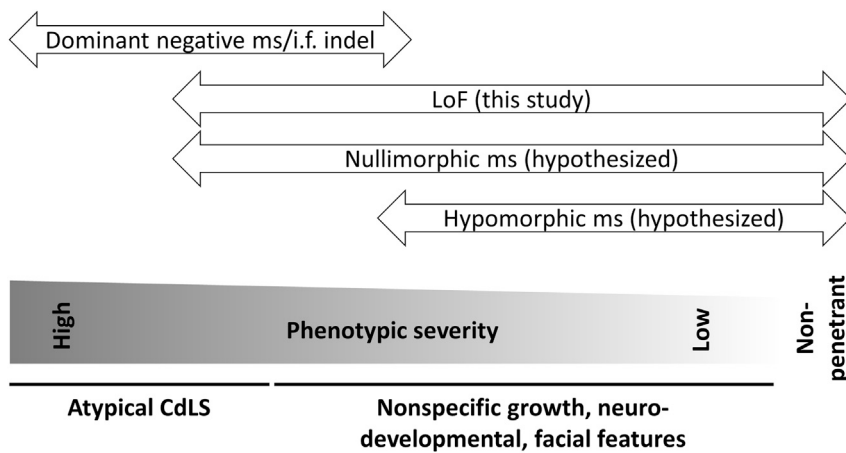 Dominant negative ms/i.f. indel
LoF (this study)
Nullimorphic ms (hypothesized)
Hypomorphic ms (hypothesized)
High
Phenotypic severity
Low
Non-
penetrant
Atypical CdLS
Nonspecific growth, neuro-
developmental, facial features